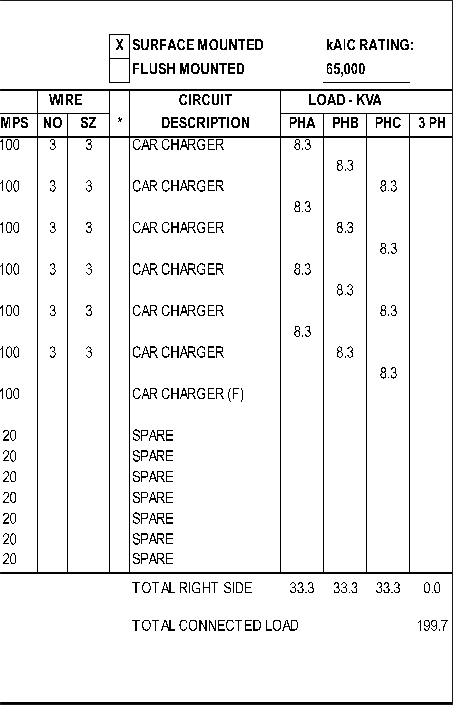 X SURFACE MOUNTED kAIC RATING:
FLUSH MOUNTED 65,000
WIRE CIRCUIT LOAD - KVA
MPS NO SZ * DESCRIPTION PHA PHB PHC 3 PH
100 3 3 CAR CHARGER 8.3
8.3
100 3 3 CAR CHARGER 8.3
8.3
100 3 3 CAR CHARGER 8.3
8.3
100 3 3 CAR CHARGER 8.3
8.3
100 3 3 CAR CHARGER 8.3
8.3
100 3 3 CAR CHARGER 8.3
8.3
100 CAR CHARGER (F)
20 SPARE
20 SPARE
20 SPARE
20 SPARE
20 SPARE
20 SPARE
20 SPARE
TOTAL RIGHT SIDE 33.3 33.3 33.3 0.0
TOTAL CONNECTED LOAD 199.7